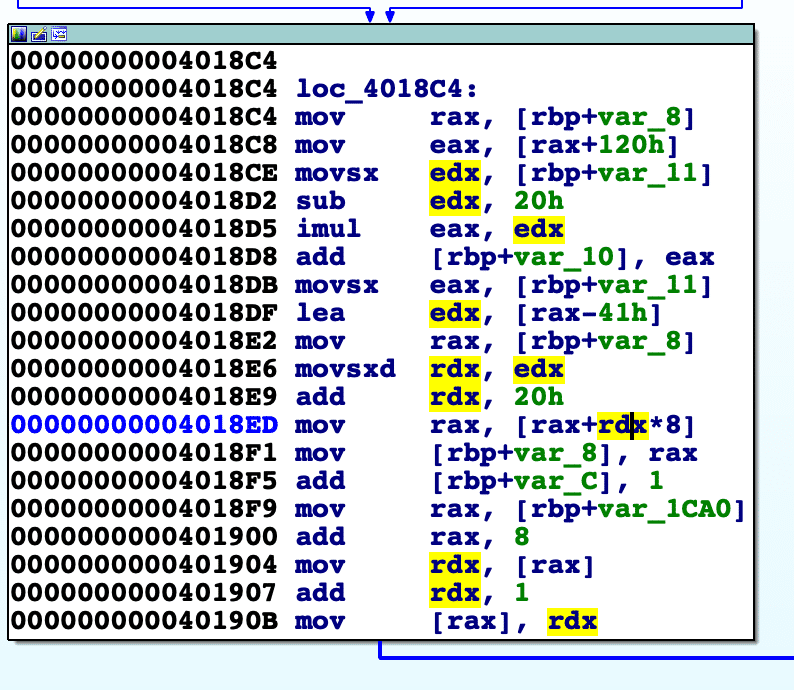 00000000004018C4
00000000004018C4 loc_4018C4:
00000000004018C4 mov rax, [rbp+var_8]
00000000004018C8 mov eax, [rax+120h]
00000000004018CE movsx edx, [rbp+var_11]
00000000004018D2 sub edx, 20h
00000000004018D5 imul eax, edx
00000000004018D8 add [rbp+var_10], eax
00000000004018DB movsx eax, [rbp+var_11]
00000000004018DF lea edx, [rax-41h]
00000000004018E2 mov rax, [rbp+var_8]
00000000004018E6 movsxd rdx, edx
00000000004018E9 add rdx, 20h
00000000004018ED mov rax, [rax+rdx*8]
00000000004018F1 mov [rbp+var_8], rax
00000000004018F5 add [rbp+var_C], 1
00000000004018F9 mov rax, [rbp+var_1CA0]
0000000000401900 add rax, 8
0000000000401904 mov rdx, [rax]
0000000000401907 add rdx, 1
000000000040190B mov [rax], rdx